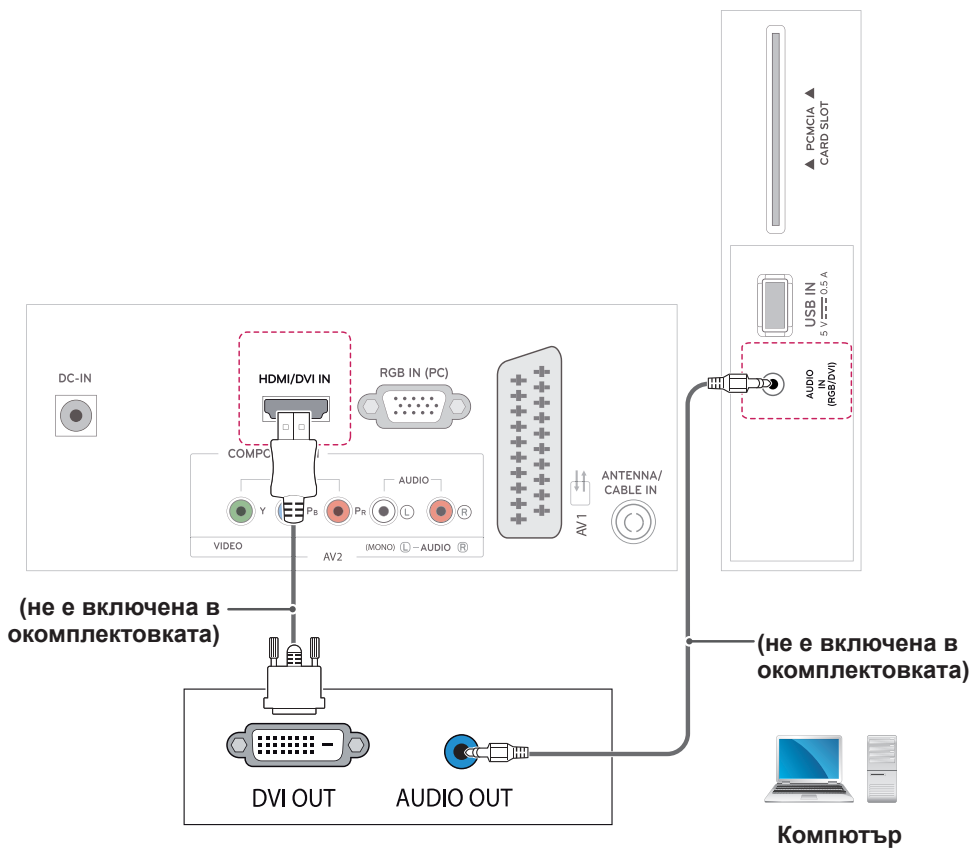 ▲ PCMCIA ▲
CARD SLOT
USB IN
5 V 0.5 A
AUDIO
IN
(RGB/DVI)
DC-IN
HDMI/DVI IN
RGB IN (PC)
AUDIO
Y
PB
PR
L
R
VIDEO
AV2
(MONO) L – AUDIO R
AV1
ANTENNA/
CABLE IN
(не е включена в
окомплектовката)
(не е включена в
окомплектовката)
DVI OUT
AUDIO OUT
Компютър